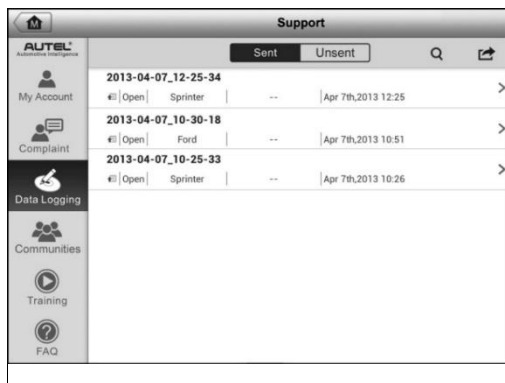 M
Support
AUTEL
Automotive Intelligence
Sent
Unsent
My Account
Complaint
Data Logging
Communities
Training
FAQ
2013-04-07_12-25-34
Open Sprinter -- Apr 7th,2013 12:25
2013-04-07_10-30-18
Open Ford -- Apr 7th,2013 10:51
2013-04-07_10-25-33
Open Sprinter -- Apr 7th,2013 10:26